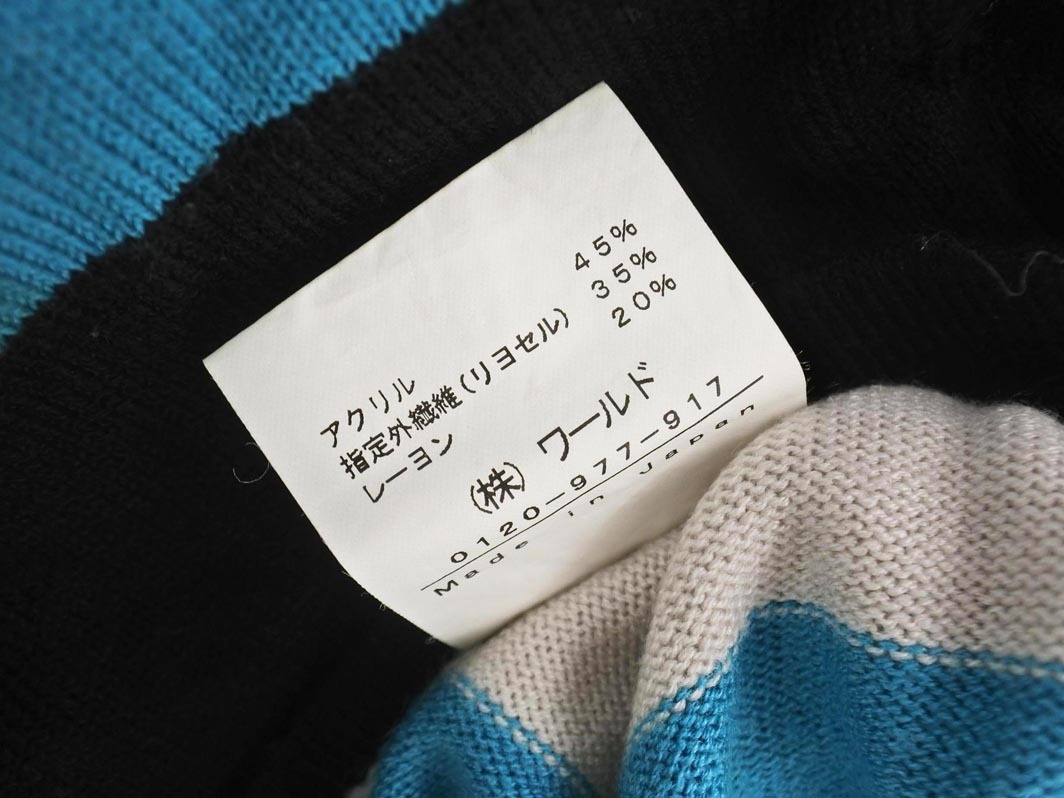 アクリル 45%
指定外繊維(リヨセル) 35%
レーヨン 20%
(株) ワールド
0120-977-917
Made in Japan